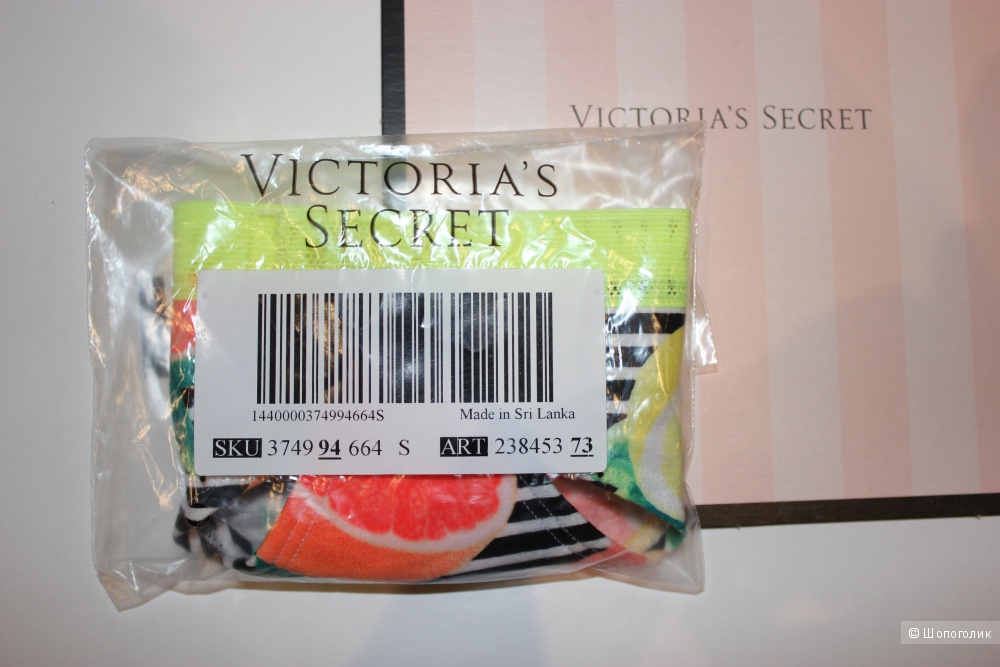 VICTORIA'S SECRET
VICTORIA'S
SECRET
1440000374994664S
Made in Sri Lanka
SKU 3749 94 664 S
ART 238453 73
© Шопоголик